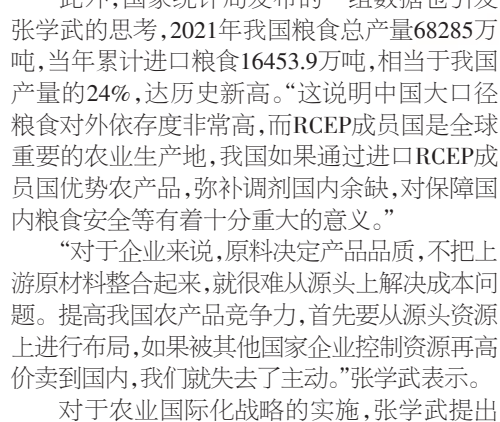 此外,国家统计局发布的一组数据也引发
张学武的思考,2021年我国粮食总产量68285万
吨,当年累计进口粮食16453.9万吨,相当于我国
产量的24%,达历史新高。“这说明中国大口径
粮食对外依存度非常高,而RCEP成员国是全球
重要的农业生产地,我国如果通过进口RCEP成
员国优势农产品,弥补调剂国内余缺,对保障国
内粮食安全等有着十分重大的意义。”
“对于企业来说,原料决定产品品质,不把上
游原材料整合起来,就很难从源头上解决成本问
题。提高我国农产品竞争力,首先要从源头资源
上进行布局,如果被其他国家企业控制资源再高
价卖到国内,我们就失去了主动。”张学武表示。
对于农业国际化战略的实施,张学武提出